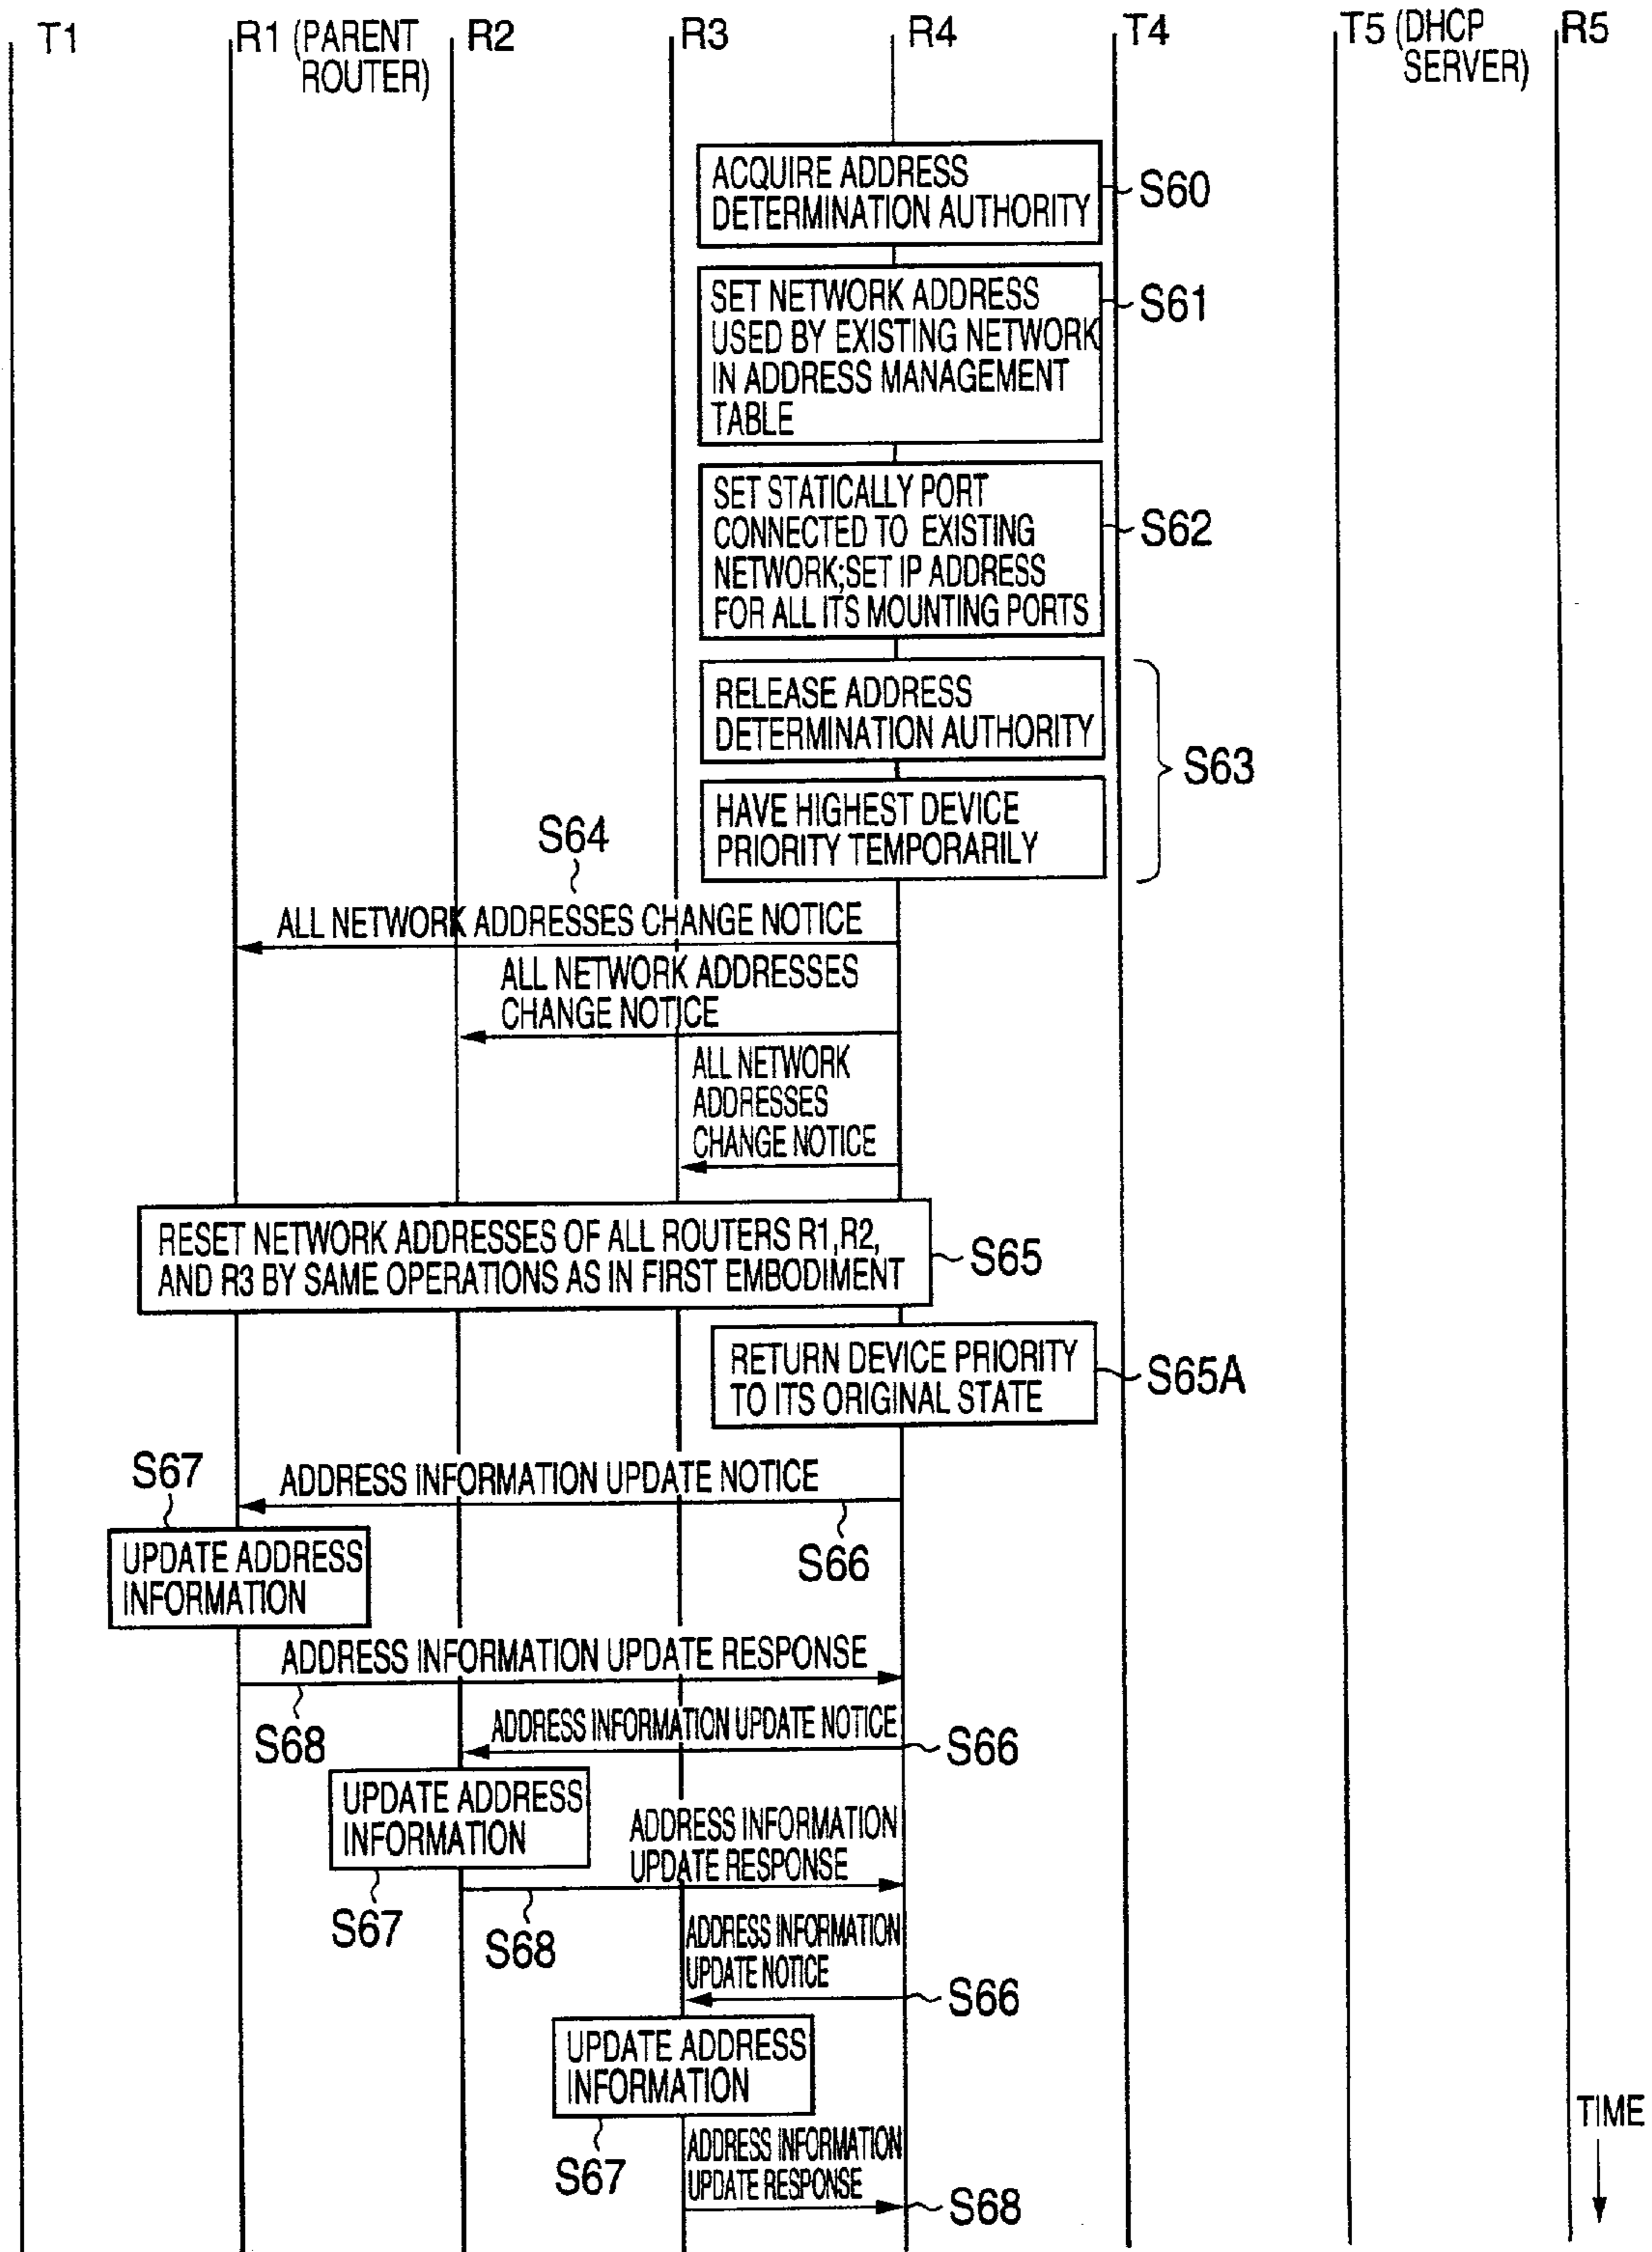 T1
R1 (PARENT
ROUTER)
R2
R3
R4
T4
T5 (DHCP
SERVER)
R5
ACQUIRE ADDRESS
DETERMINATION AUTHORITY
S60
SET NETWORK ADDRESS
USED BY EXISTING NETWORK
IN ADDRESS MANAGEMENT
TABLE
S61
SET STATICALLY PORT
CONNECTED TO EXISTING
NETWORK;SET IP ADDRESS
FOR ALL ITS MOUNTING PORTS
S62
RELEASE ADDRESS
DETERMINATION AUTHORITY
HAVE HIGHEST DEVICE
PRIORITY TEMPORARILY
S63
S64
ALL NETWORK ADDRESSES CHANGE NOTICE
ALL NETWORK ADDRESSES
CHANGE NOTICE
ALL NETWORK
ADDRESSES
CHANGE NOTICE
RESET NETWORK ADDRESSES OF ALL ROUTERS R1,R2,
AND R3 BY SAME OPERATIONS AS IN FIRST EMBODIMENT
S65
RETURN DEVICE PRIORITY
TO ITS ORIGINAL STATE
S65A
S67
ADDRESS INFORMATION UPDATE NOTICE
S66
UPDATE ADDRESS
INFORMATION
ADDRESS INFORMATION UPDATE RESPONSE
S68
ADDRESS INFORMATION UPDATE NOTICE
S66
UPDATE ADDRESS
INFORMATION
S67
ADDRESS INFORMATION
UPDATE RESPONSE
S68
ADDRESS INFORMATION
UPDATE NOTICE
S66
UPDATE ADDRESS
INFORMATION
S67
ADDRESS INFORMATION
UPDATE RESPONSE
S68
TIME